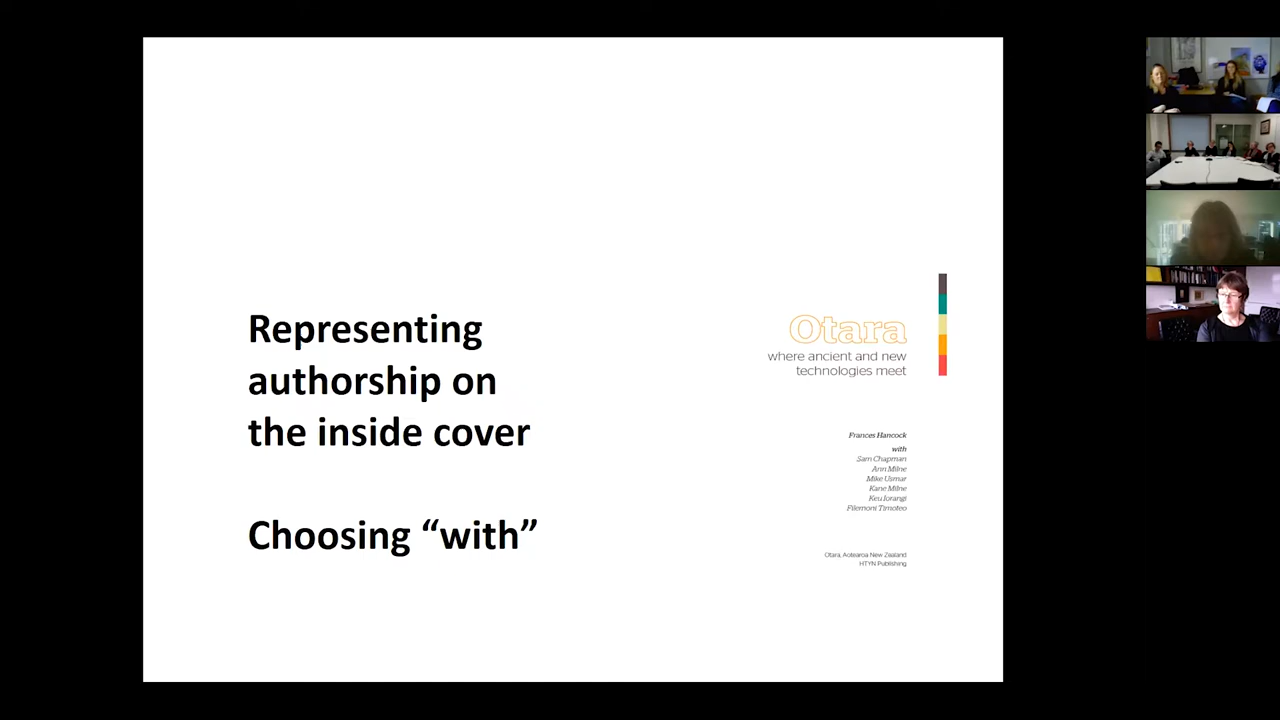 Representing
authorship on
the inside cover
Choosing “with”
Otara
where ancient and new
technologies meet
Frances Hancock
with
Sam Chapman
Ann Milne
Mike Usmar
Kane Milne
Keu Iorangi
Filemoni Timoteo
Otara, Aotearoa New Zealand
HTYN Publishing